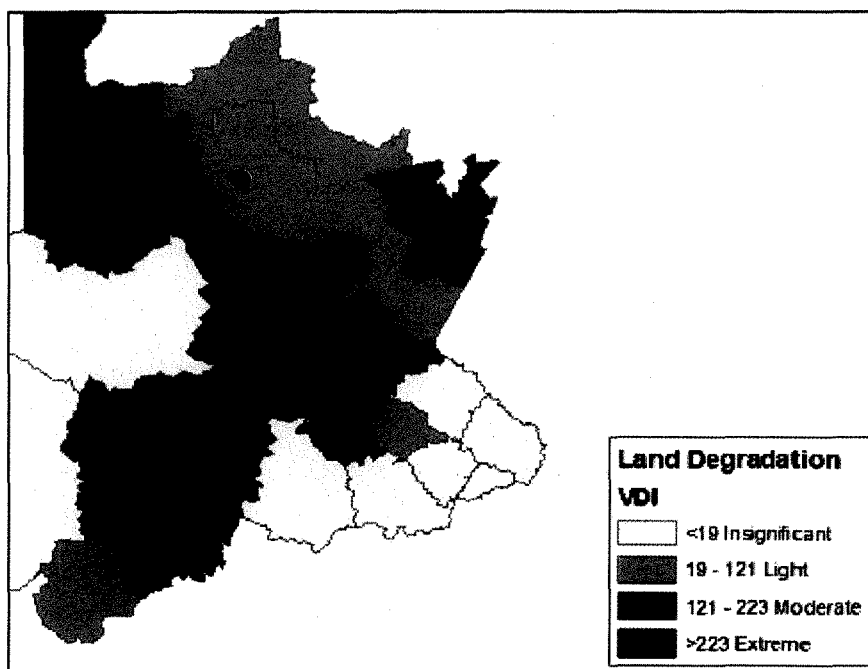 Land Degradation
VDI
<19 Insignificant
19 - 121 Light
121 - 223 Moderate
>223 Extreme